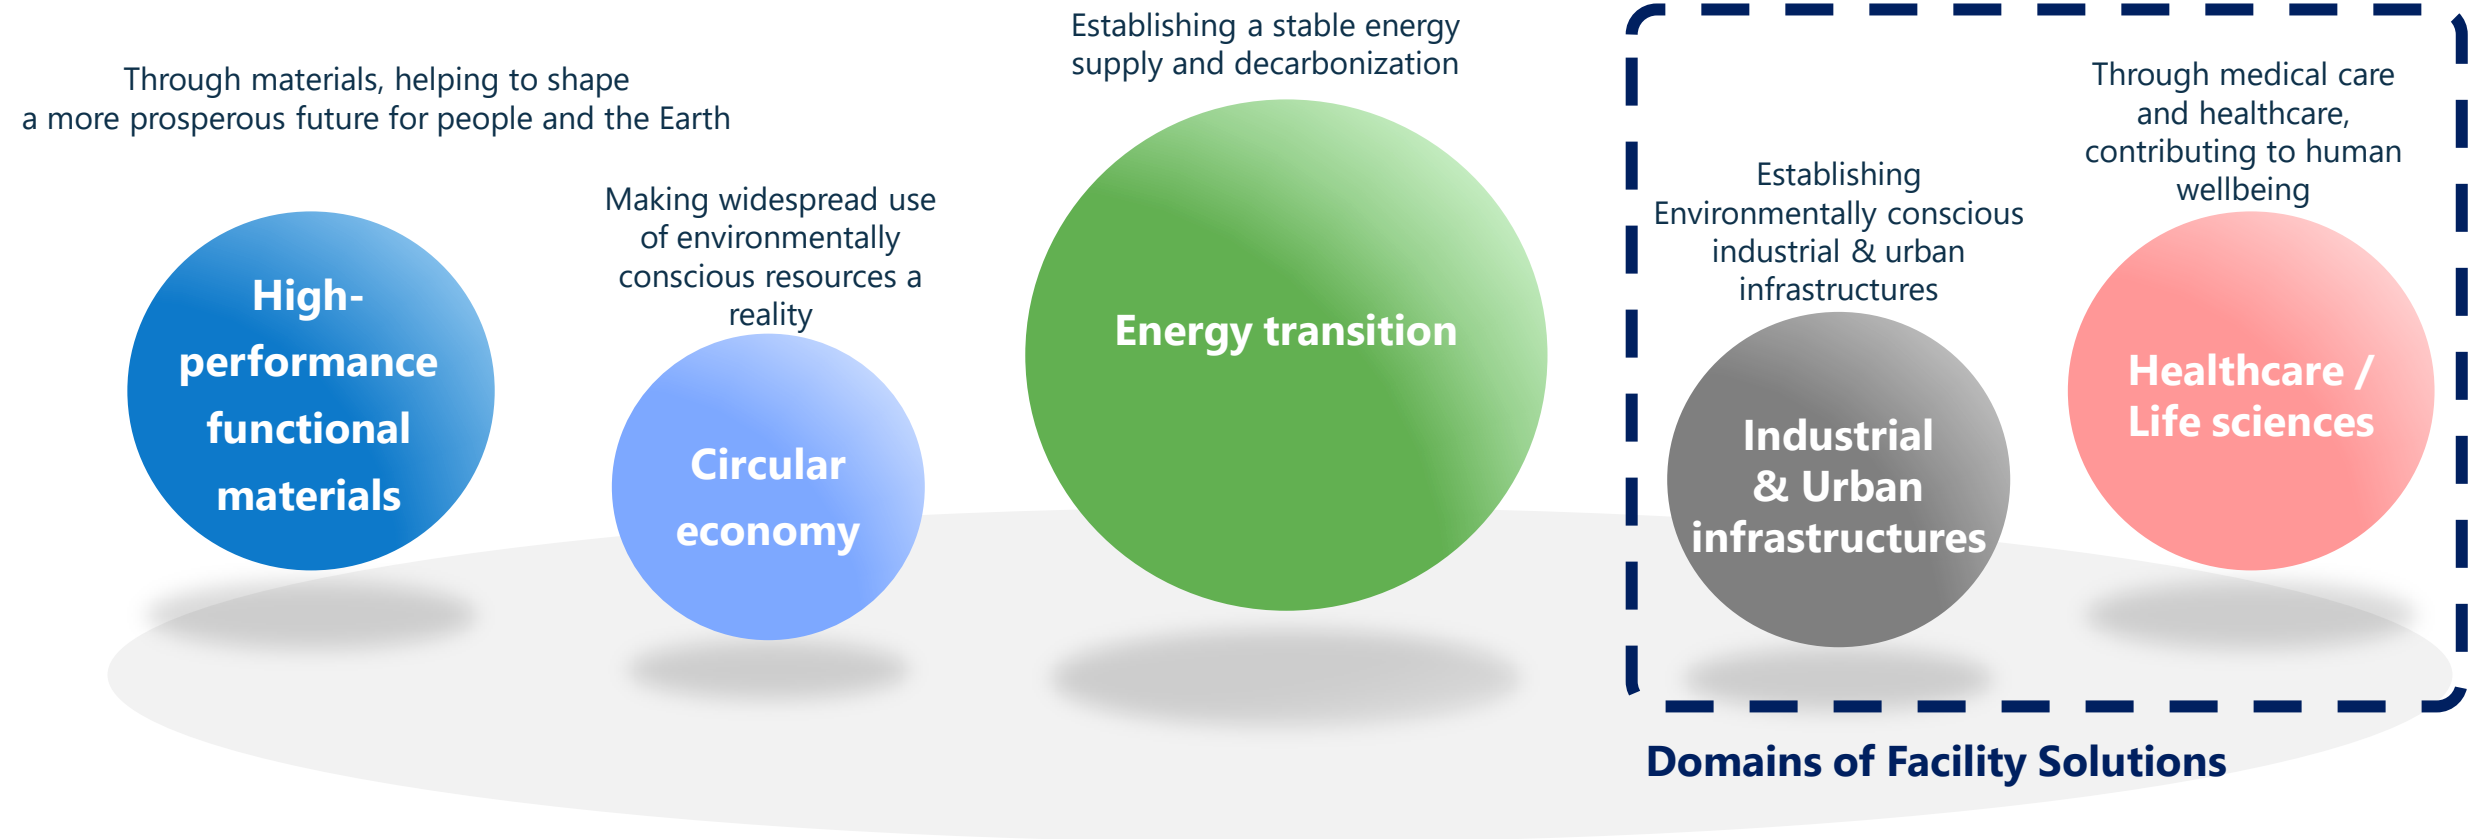 Through materials, helping to shape
a more prosperous future for people and the Earth
High-
performance
functional
materials
Making widespread use
of environmentally
conscious resources a
reality
Circular
economy
Establishing a stable energy
supply and decarbonization
Energy transition
Establishing
Environmentally conscious
industrial & urban
infrastructures
Industrial
& Urban
infrastructures
Through medical care
and healthcare,
contributing to human
wellbeing
Healthcare /
Life sciences
Domains of Facility Solutions